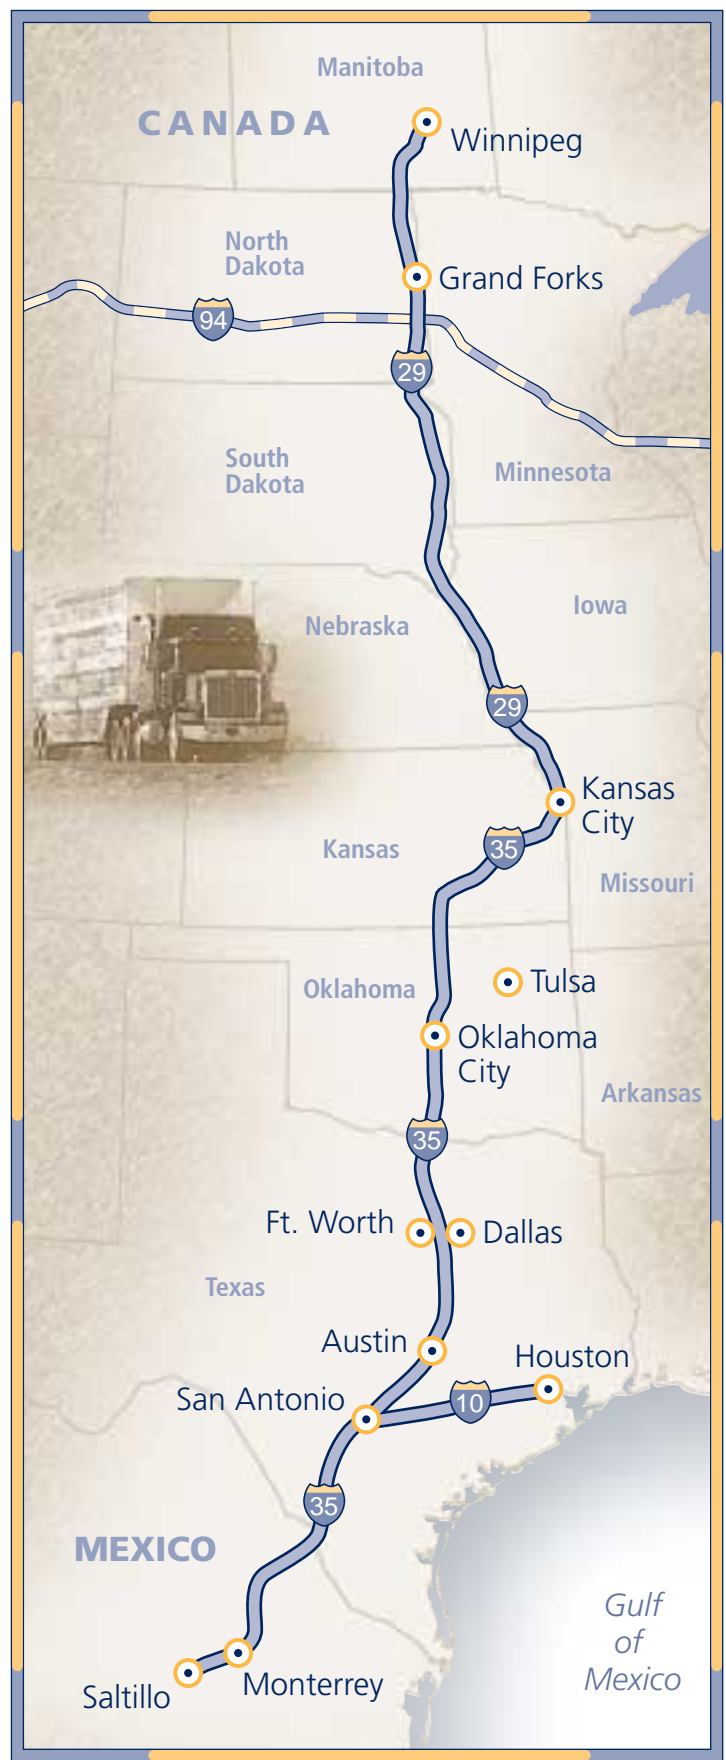 Manitoba
CANADA
Winnipeg
North
Dakota
Grand Forks
94
29
South
Dakota
Minnesota
Iowa
Nebraska
29
Kansas
City
35
Kansas
Missouri
Tulsa
Oklahoma
Oklahoma
City
Arkansas
35
Ft. Worth
Dallas
Texas
Austin
Houston
San Antonio
10
35
MEXICO
Gulf
of
Mexico
Monterrey
Saltillo